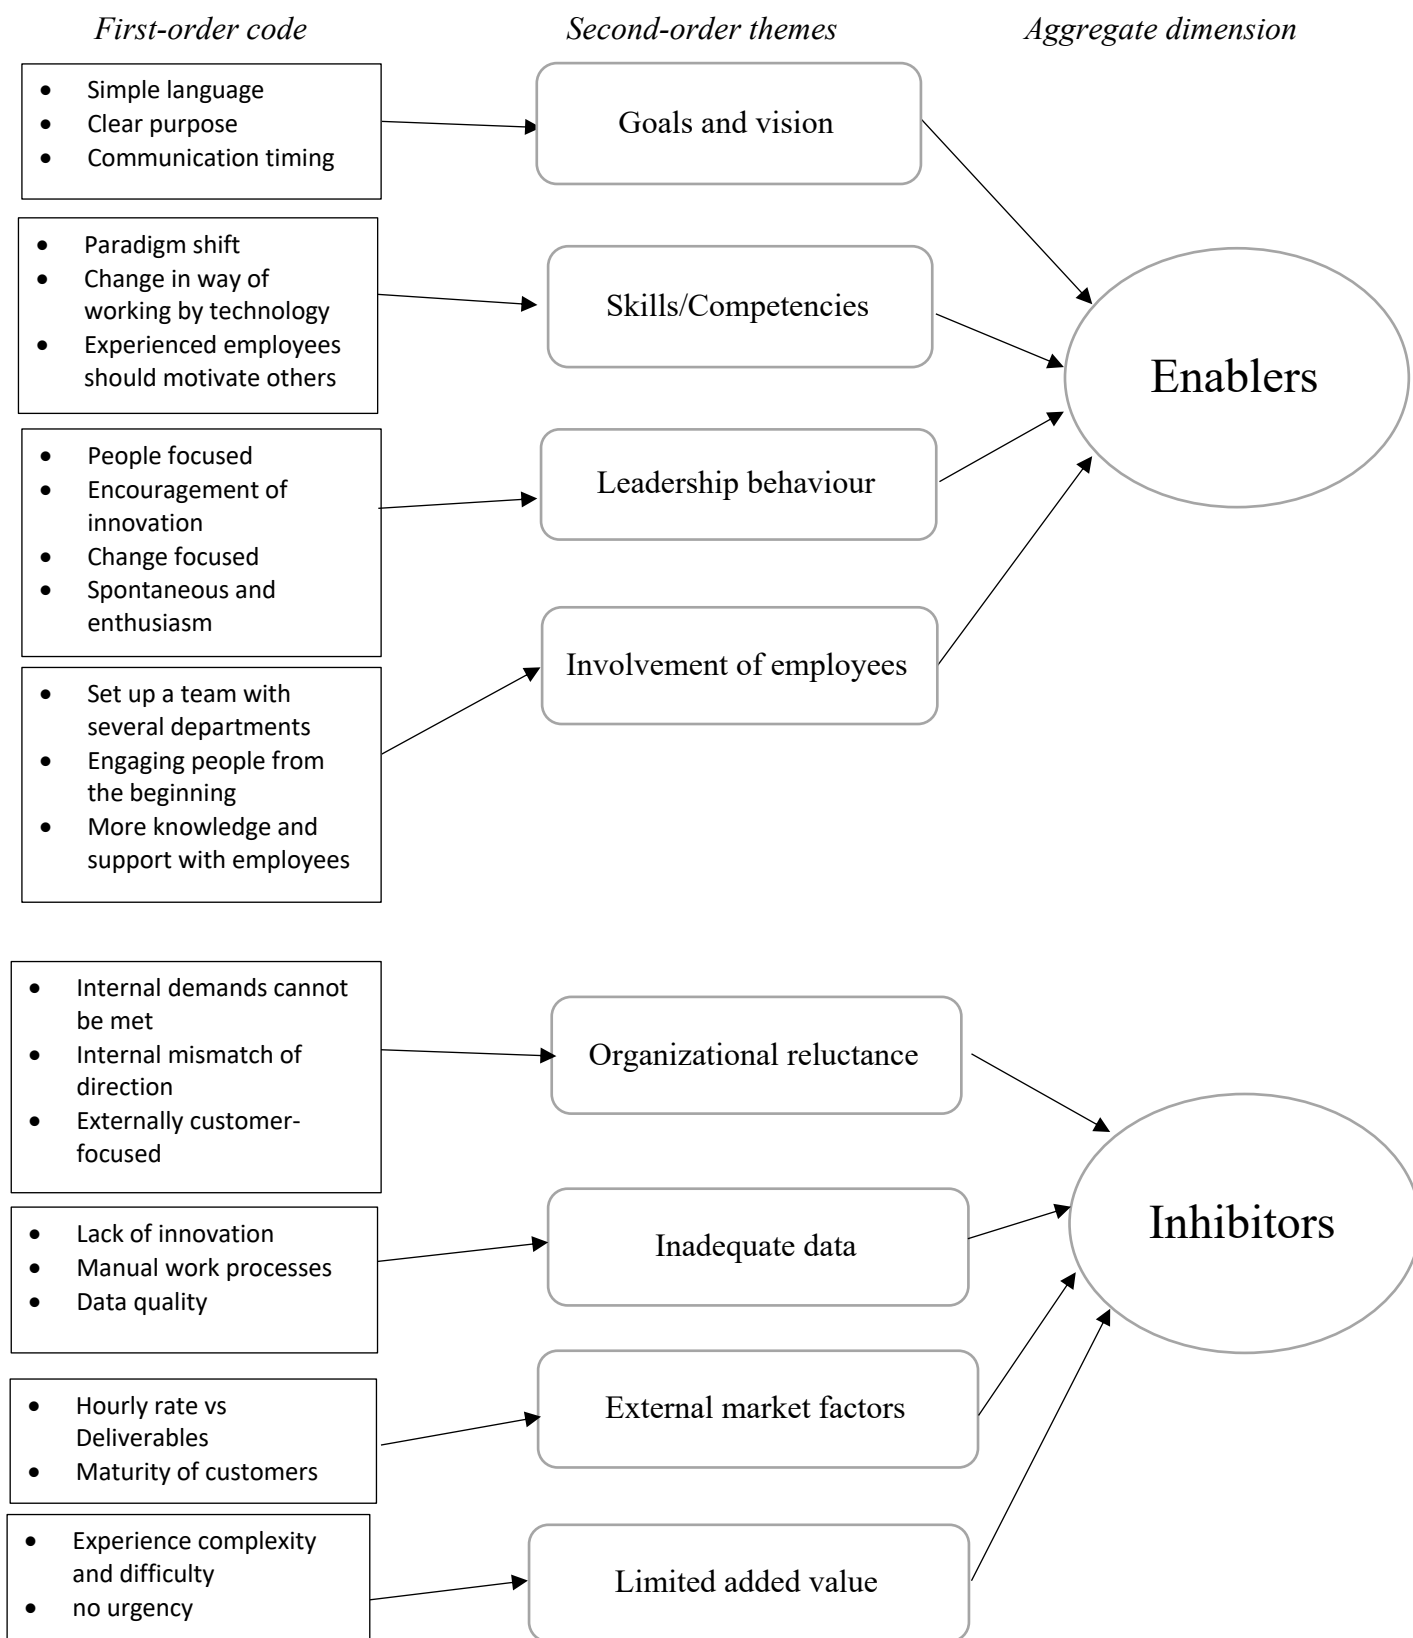 First-order code
Second-order themes
Aggregate dimension
• Simple language
• Clear purpose
• Communication timing
Goals and vision
• Paradigm shift
• Change in way of
working by technology
• Experienced employees
should motivate others
Skills/Competencies
Enablers
• People focused
• Encouragement of
innovation
• Change focused
• Spontaneous and
enthusiasm
Leadership behaviour
• Set up a team with
several departments
• Engaging people from
the beginning
• More knowledge and
support with employees
Involvement of employees
• Internal demands cannot
be met
• Internal mismatch of
direction
• Externally customer-
focused
Organizational reluctance
Inhibitors
• Lack of innovation
• Manual work processes
• Data quality
Inadequate data
• Hourly rate vs
Deliverables
• Maturity of customers
External market factors
• Experience complexity
and difficulty
• no urgency
Limited added value